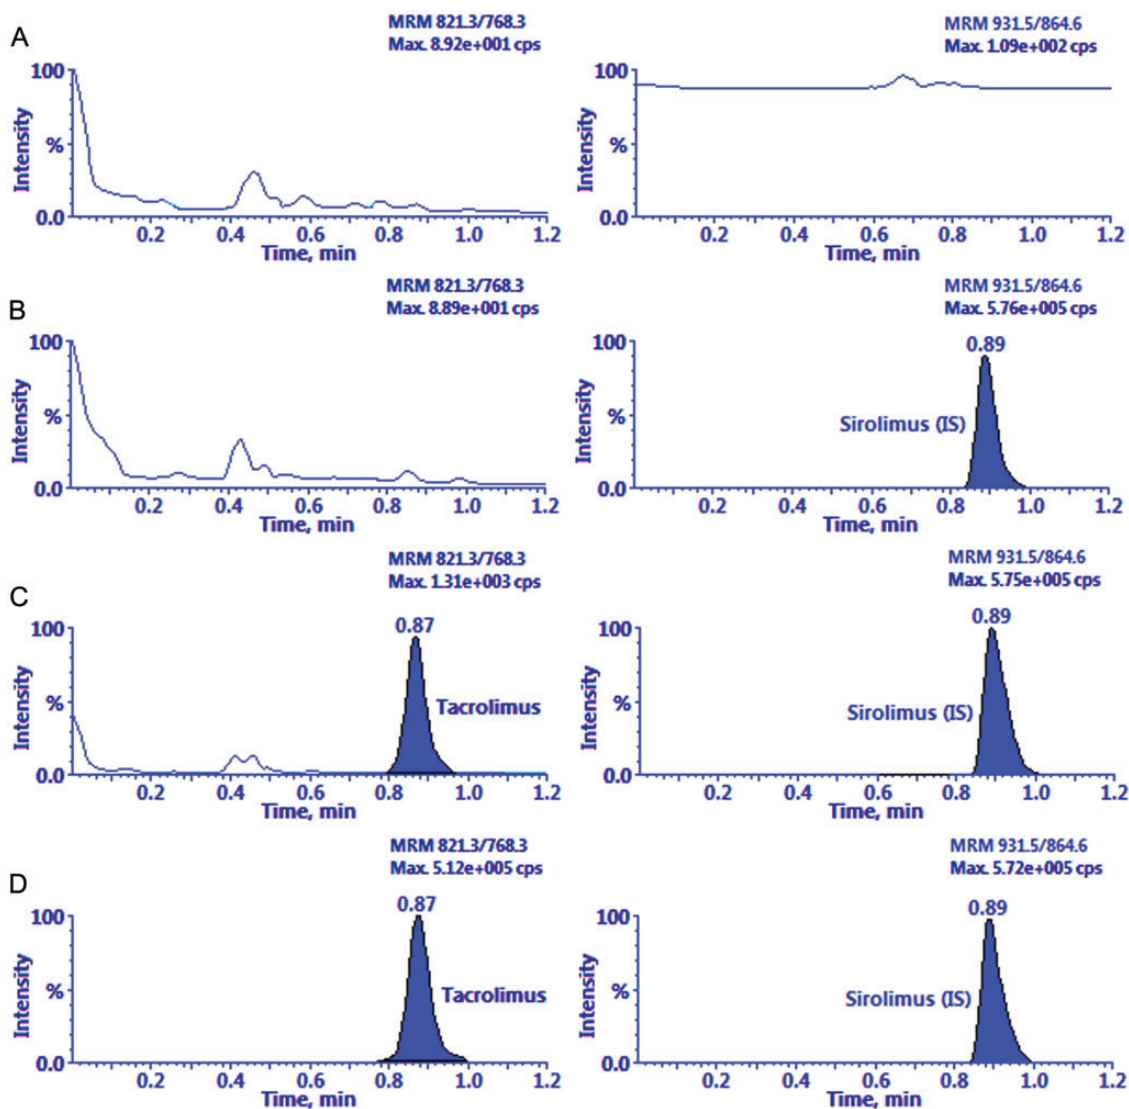 A
MRM 821.3/768.3
Max. 8.92e+001 cps
100
Intensity
%
0.0
0.2 0.4 0.6 0.8 1.0 1.2
Time, min
MRM 931.5/864.6
Max. 1.09e+002 cps
100
Intensity
%
0.0
0.2 0.4 0.6 0.8 1.0 1.2
Time, min
B
MRM 821.3/768.3
Max. 8.89e+001 cps
100
Intensity
%
0.0
0.2 0.4 0.6 0.8 1.0 1.2
Time, min
MRM 931.5/864.6
Max. 5.76e+005 cps
100
0.89
Intensity
%
Sirolimus (IS)
0.0
0.2 0.4 0.6 0.8 1.0 1.2
Time, min
C
MRM 821.3/768.3
Max. 1.31e+003 cps
100
0.87
Intensity
%
Tacrolimus
0.0
0.2 0.4 0.6 0.8 1.0 1.2
Time, min
MRM 931.5/864.6
Max. 5.75e+005 cps
100
0.89
Intensity
%
Sirolimus (IS)
0.0
0.2 0.4 0.6 0.8 1.0 1.2
Time, min
D
MRM 821.3/768.3
Max. 5.12e+005 cps
100
0.87
Intensity
%
Tacrolimus
0.0
0.2 0.4 0.6 0.8 1.0 1.2
Time, min
MRM 931.5/864.6
Max. 5.72e+005 cps
100
0.89
Intensity
%
Sirolimus (IS)
0.0
0.2 0.4 0.6 0.8 1.0 1.2
Time, min